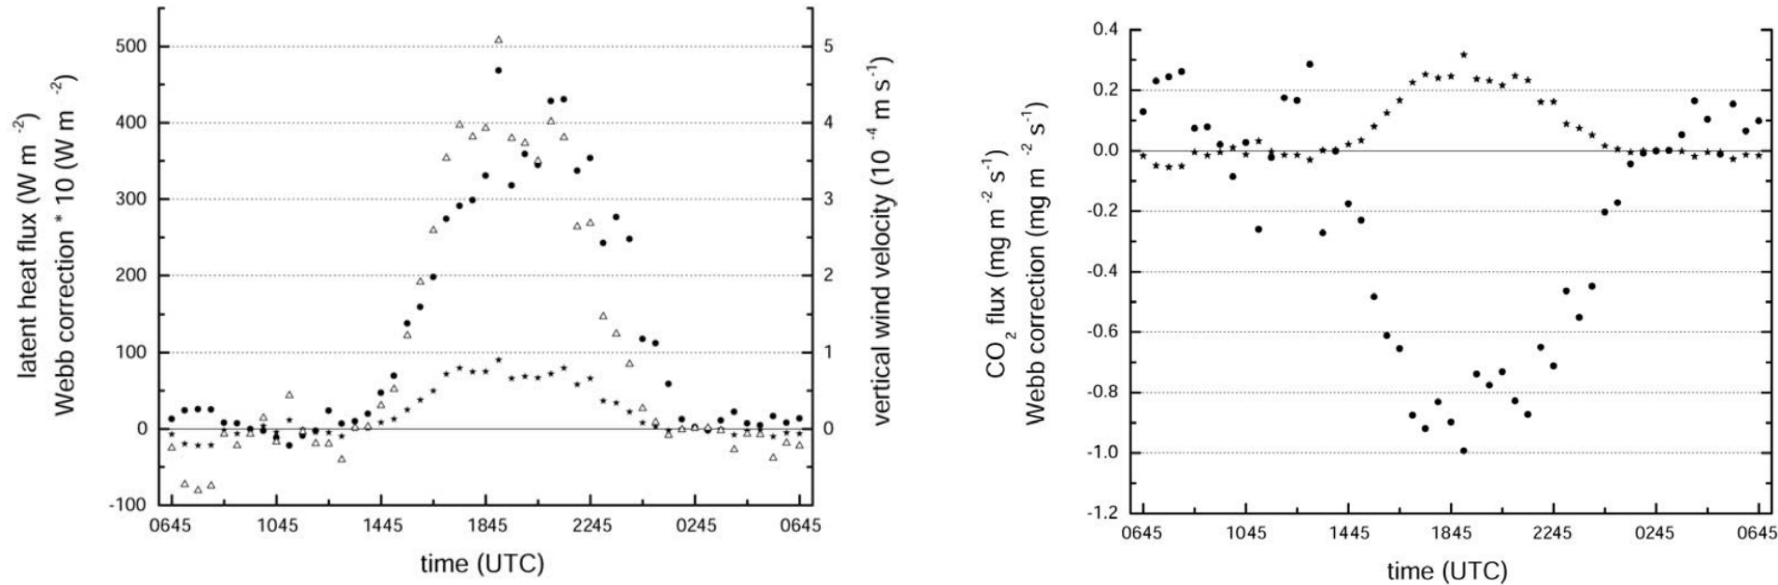 latent heat flux (W m -2)
Webb correction * 10 (W m -2)
500
400
300
200
100
0
-100
5
4
3
2
1
0
vertical wind velocity (10 -4 m s-1)
0645 1045 1445 1845 2245 0245 0645
time (UTC)
CO2 flux (mg m -2 s-1)
Webb correction (mg m -2 s-1)
0.4
0.2
0.0
-0.2
-0.4
-0.6
-0.8
-1.0
-1.2
0645 1045 1445 1845 2245 0245 0645
time (UTC)